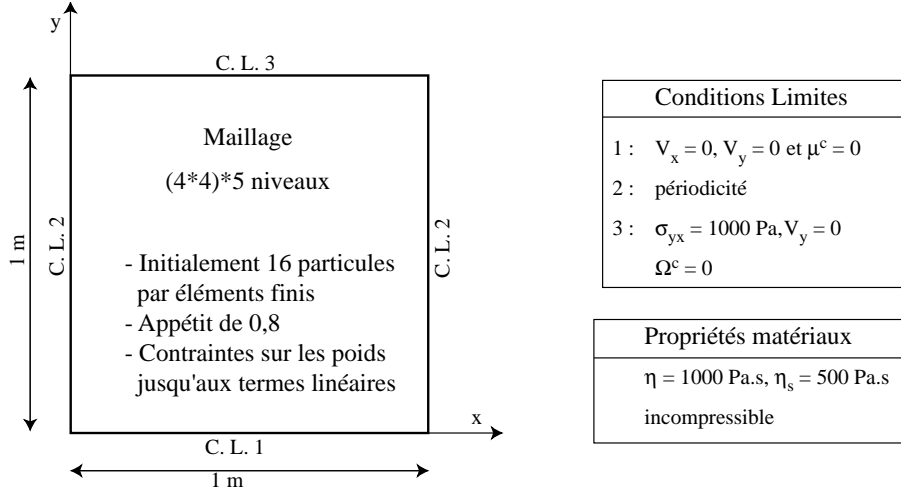 y
C. L. 3
Maillage
(4*4)*5 niveaux
1 m
C. L. 2
C. L. 2
- Initialement 16 particules
par éléments finis
- Appétit de 0,8
- Contraintes sur les poids
jusqu'aux termes linéaires
x
C. L. 1
1 m
Conditions Limites
1 : V_x = 0, V_y = 0 et μ^c = 0
2 : périodicité
3 : σ_yx = 1000 Pa, V_y = 0
Ω^c = 0
Propriétés matériaux
η = 1000 Pa.s, η_s = 500 Pa.s
incompressible